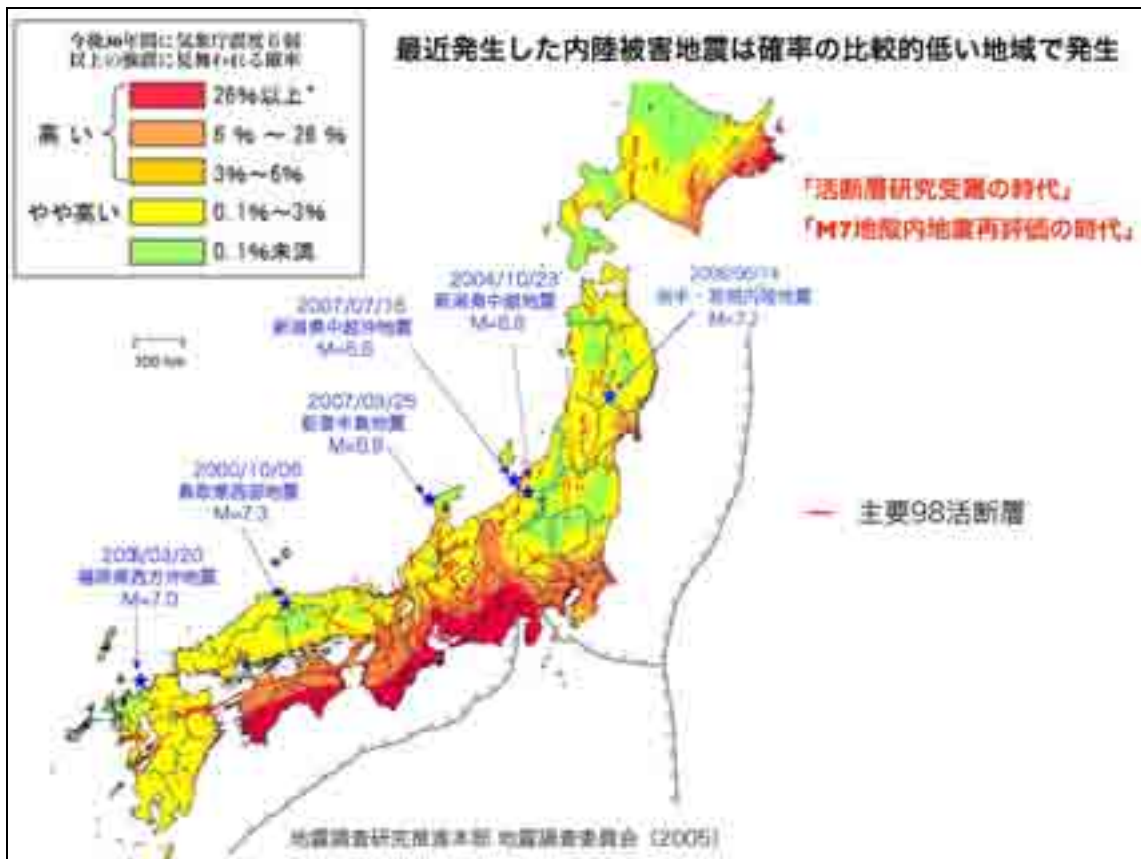 今後30年間に気象庁震度6弱
以上の強震に見舞われる確率
高い
26%以上*
6%~26%
3%~6%
やや高い
0.1%~3%
0.1%未満
最近発生した内陸被害地震は確率の比較的低い地域で発生
「活断層研究受難の時代」
「M7地殻内地震再評価の時代」
2004/10/23
新潟県中越地震
M=6.8
岩手・宮城内陸地震
M=7.2
2007/07/16
新潟県中越沖地震
M=6.8
100 km
2007/03/25
能登半島地震
M=6.9
2000/10/06
鳥取県西部地震
M=7.3
2005/03/20
福岡県西方沖地震
M=7.0
主要98活断層
地震調査研究推進本部 地震調査委員会 (2005)